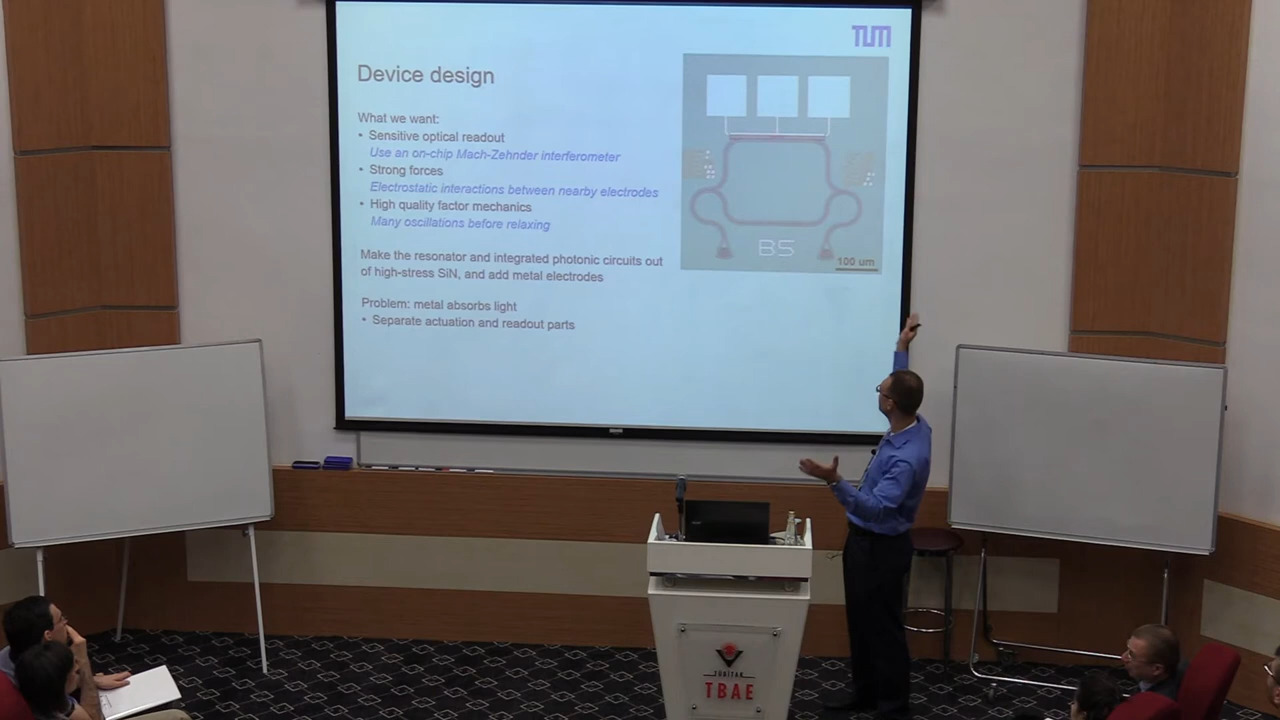 TUM
Device design
What we want:
• Sensitive optical readout
Use an on-chip Mach-Zehnder interferometer
• Strong forces
Electrostatic interactions between nearby electrodes
• High quality factor mechanics
Many oscillations before relaxing
Make the resonator and integrated photonic circuits out
of high-stress SiN, and add metal electrodes
Problem: metal absorbs light
• Separate actuation and readout parts
B5
100 um
TÜBİTAK
TBAE